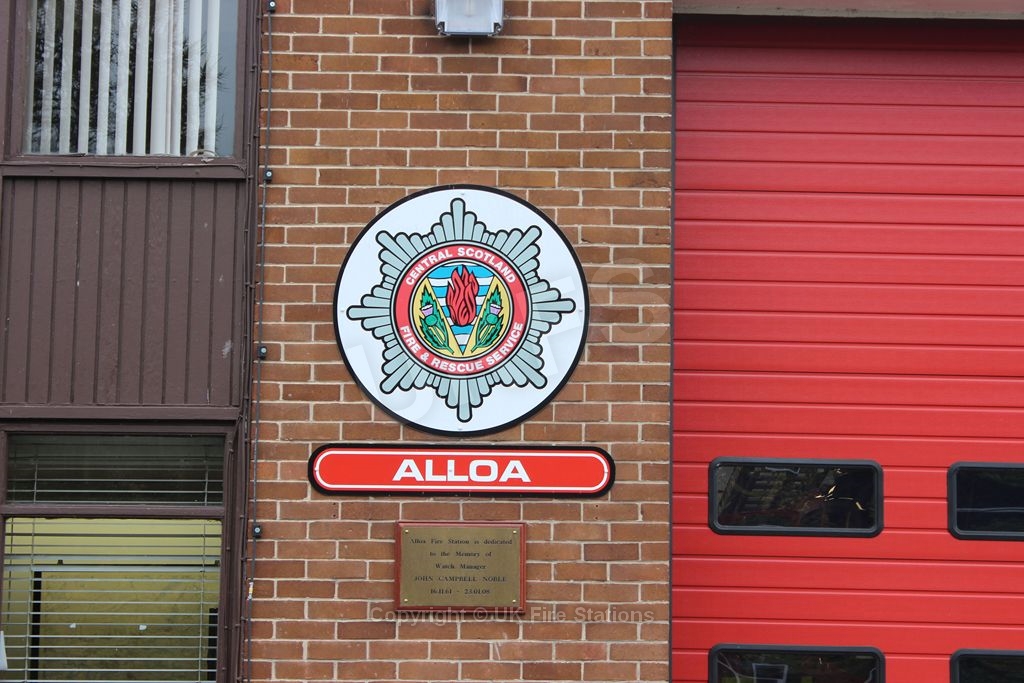 CENTRAL SCOTLAND
FIRE & RESCUE SERVICE
ALLOA
Alloa Fire Station is dedicated
to the Memory of
Watch Manager
JOHN CAMPBELL NOBLE
16.11.61 - 23.01.08
Copyright © UK Fire Stations